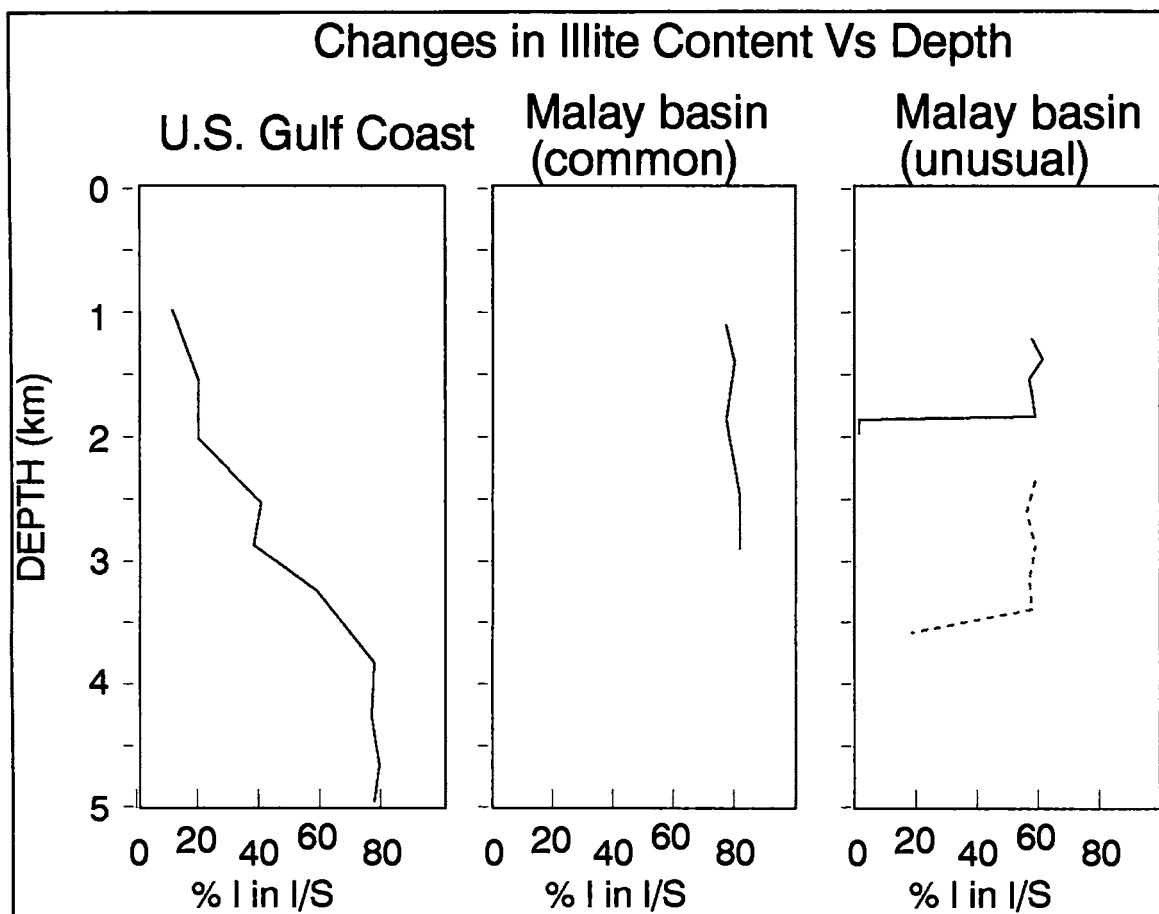 Changes in Illite Content Vs Depth
U.S. Gulf Coast
Malay basin
(common)
Malay basin
(unusual)
DEPTH (km)
0
1
2
3
4
5
0 20 40 60 80
% I in I/S
0 20 40 60 80
% I in I/S
0 20 40 60 80
% I in I/S